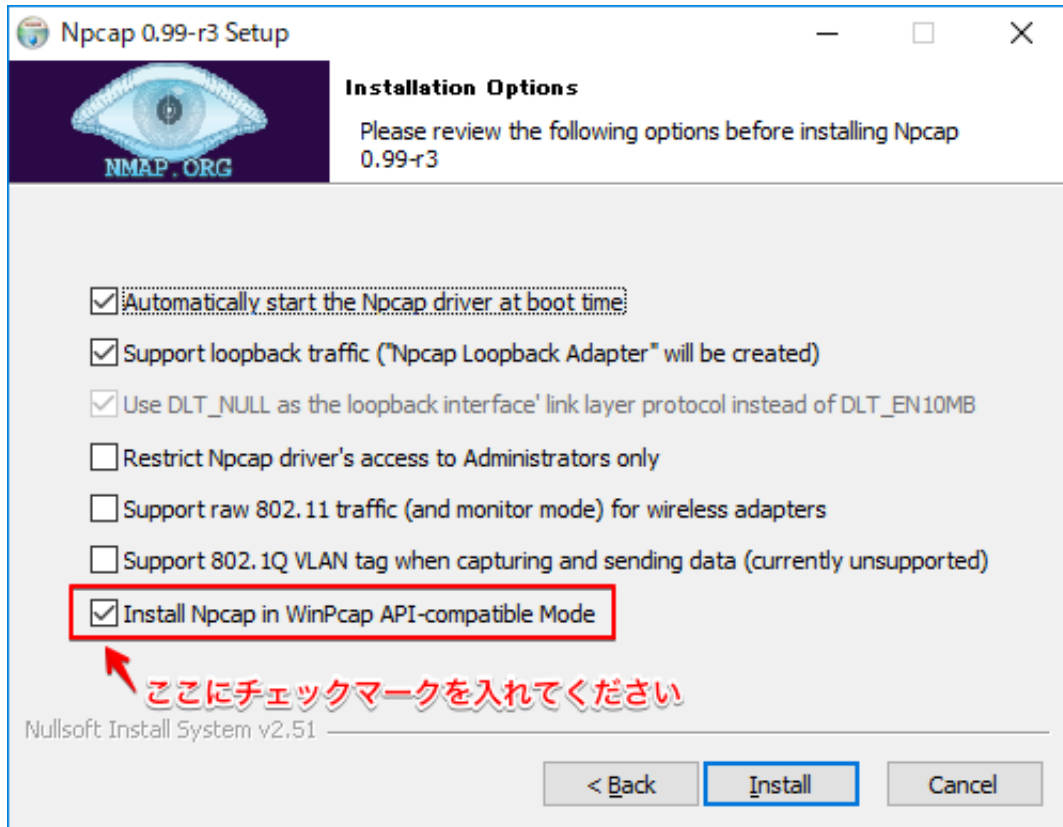 Npcap 0.99-r3 Setup
NMAP.ORG
Installation Options
Please review the following options before installing Npcap
0.99-r3
Automatically start the Npcap driver at boot time
Support loopback traffic ("Npcap Loopback Adapter" will be created)
Use DLT_NULL as the loopback interface' link layer protocol instead of DLT_EN10MB
Restrict Npcap driver's access to Administrators only
Support raw 802.11 traffic (and monitor mode) for wireless adapters
Support 802.1Q VLAN tag when capturing and sending data (currently unsupported)
Install Npcap in WinPcap API-compatible Mode
ここにチェックマークを入れてください
Nullsoft Install System v2.51
< Back
Install
Cancel